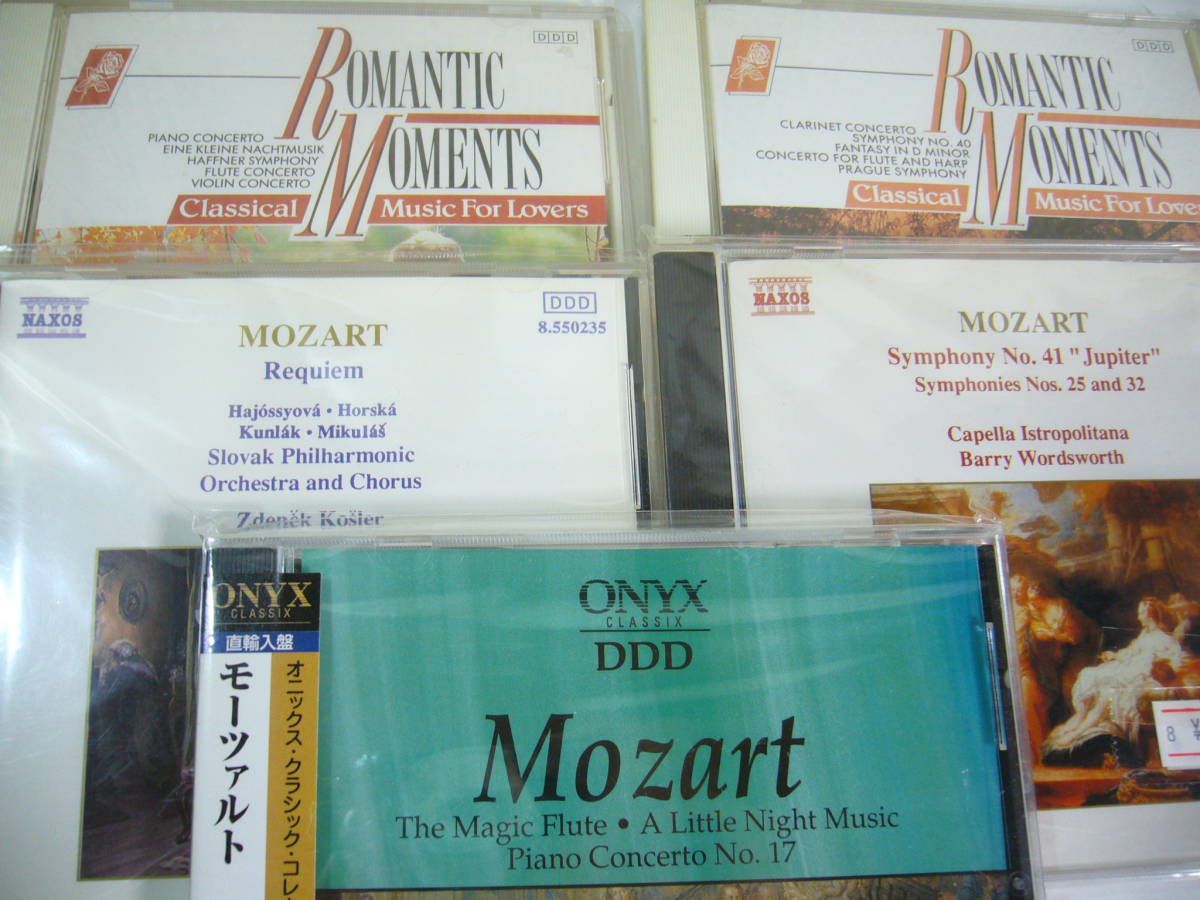 DDD
ROMANTIC
MOMENTS
PIANO CONCERTO
EINE KLEINE NACHTMUSIK
HAFFNER SYMPHONY
FLUTE CONCERTO
VIOLIN CONCERTO
Classical Music For Lovers
DDD
ROMANTIC
MOMENTS
CLARINET CONCERTO
SYMPHONY NO. 40
FANTASY IN D MINOR
CONCERTO FOR FLUTE AND HARP
PRAGUE SYMPHONY
Classical Music For Love
NAXOS
DDD
8.550235
MOZART
Requiem
Hajóssyová • Horská
Kunlák • Mikuláš
Slovak Philharmonic
Orchestra and Chorus
Zdeněk Košler
NAXOS
MOZART
Symphony No. 41 "Jupiter"
Symphonies Nos. 25 and 32
Capella Istropolitana
Barry Wordsworth
8 ¥
ONYX
CLASSIX
直輸入盤
モーツァルト
オニックス・クラシック・コレ
ONYX
CLASSIX
DDD
Mozart
The Magic Flute • A Little Night Music
Piano Concerto No. 17